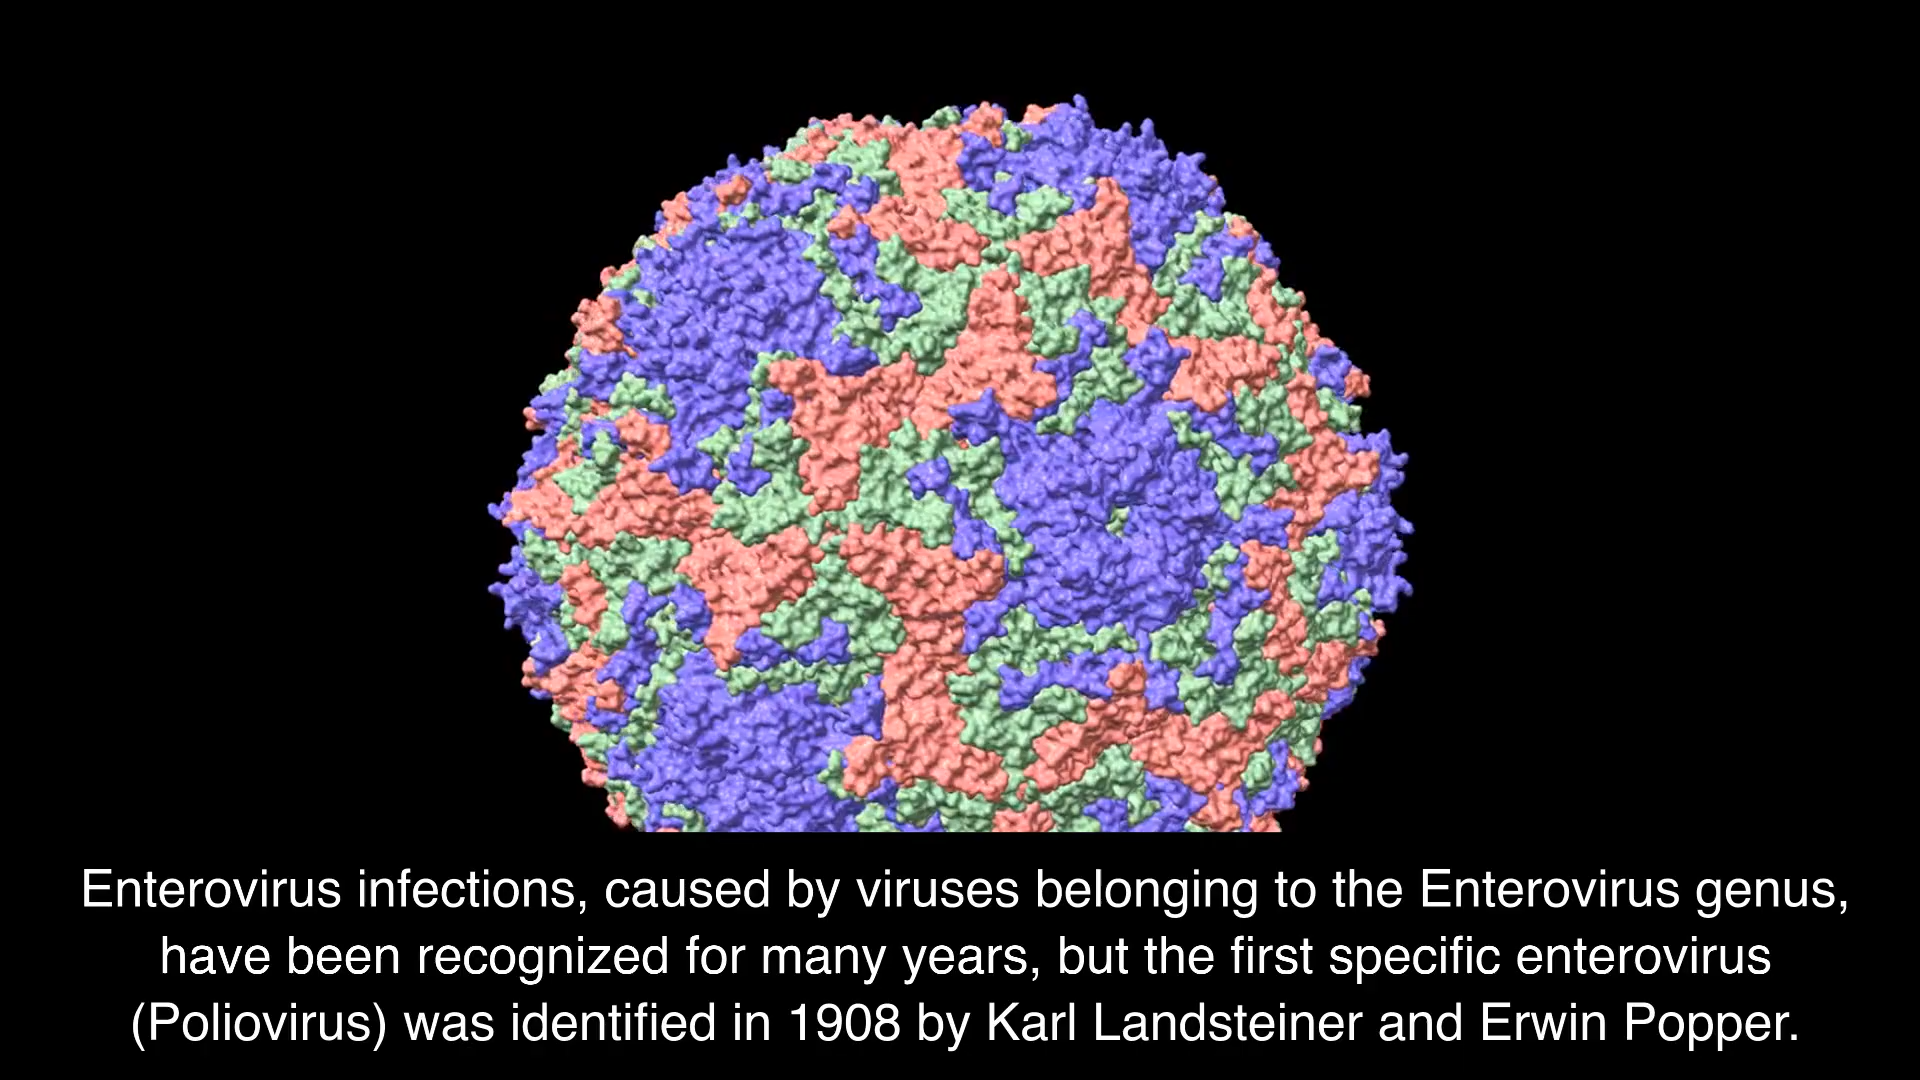 Enterovirus infections, caused by viruses belonging to the Enterovirus genus,
have been recognized for many years, but the first specific enterovirus
(Poliovirus) was identified in 1908 by Karl Landsteiner and Erwin Popper.